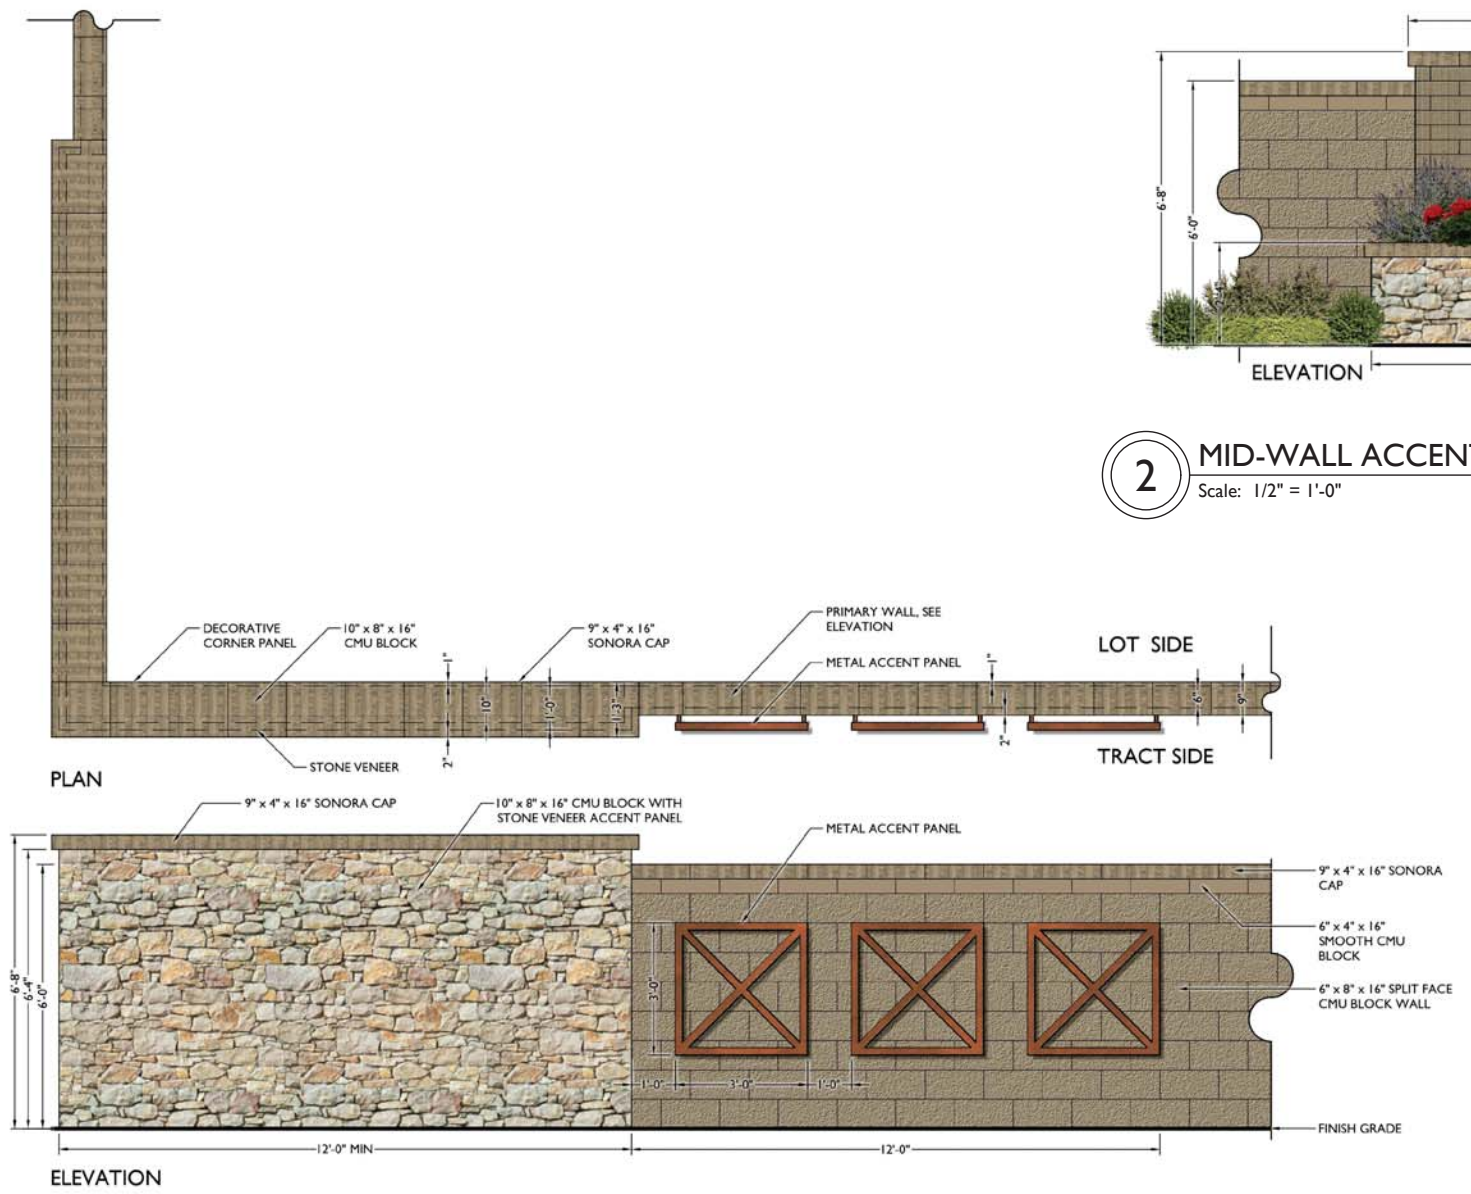 6'-8"
6'-0"
ELEVATION
2
MID-WALL ACCENT
Scale: 1/2" = 1'-0"
DECORATIVE
CORNER PANEL
10" x 8" x 16"
CMU BLOCK
9" x 4" x 16"
SONORA CAP
PRIMARY WALL, SEE
ELEVATION
METAL ACCENT PANEL
LOT SIDE
1"
10"
1'-0"
1'-3"
1"
6"
9"
2"
2"
STONE VENEER
TRACT SIDE
PLAN
9" x 4" x 16" SONORA CAP
10" x 8" x 16" CMU BLOCK WITH
STONE VENEER ACCENT PANEL
METAL ACCENT PANEL
9" x 4" x 16" SONORA
CAP
6" x 4" x 16"
SMOOTH CMU
BLOCK
6" x 8" x 16" SPLIT FACE
CMU BLOCK WALL
6'-8"
6'-4"
6'-0"
3'-0"
1'-0"
3'-0"
1'-0"
FINISH GRADE
12'-0" MIN
12'-0"
ELEVATION